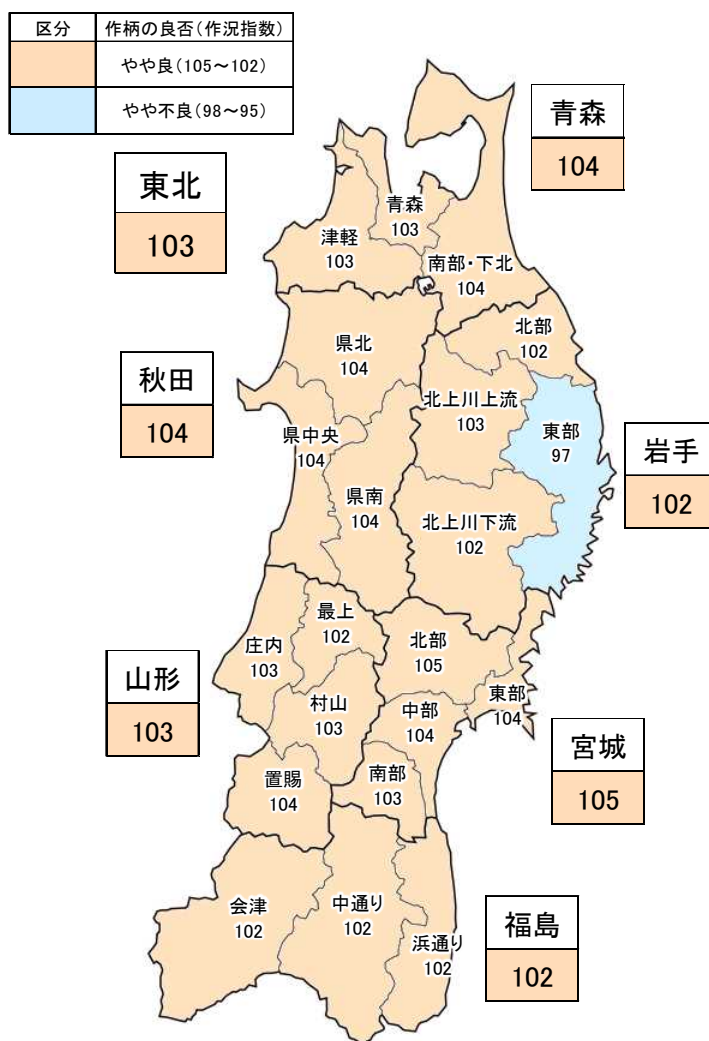 区分 作柄の良否(作況指数)
やや良(105～102)
やや不良(98～95)
青森
104
東北
103
青森
103
津軽
103
南部・下北
104
北部
102
県北
104
秋田
104
北上川上流
103
東部
97
県中央
104
岩手
102
県南
104
北上川下流
102
最上
102
庄内
103
北部
105
山形
103
村山
103
東部
104
中部
104
宮城
105
置賜
104
南部
103
会津
102
中通り
102
福島
102
浜通り
102